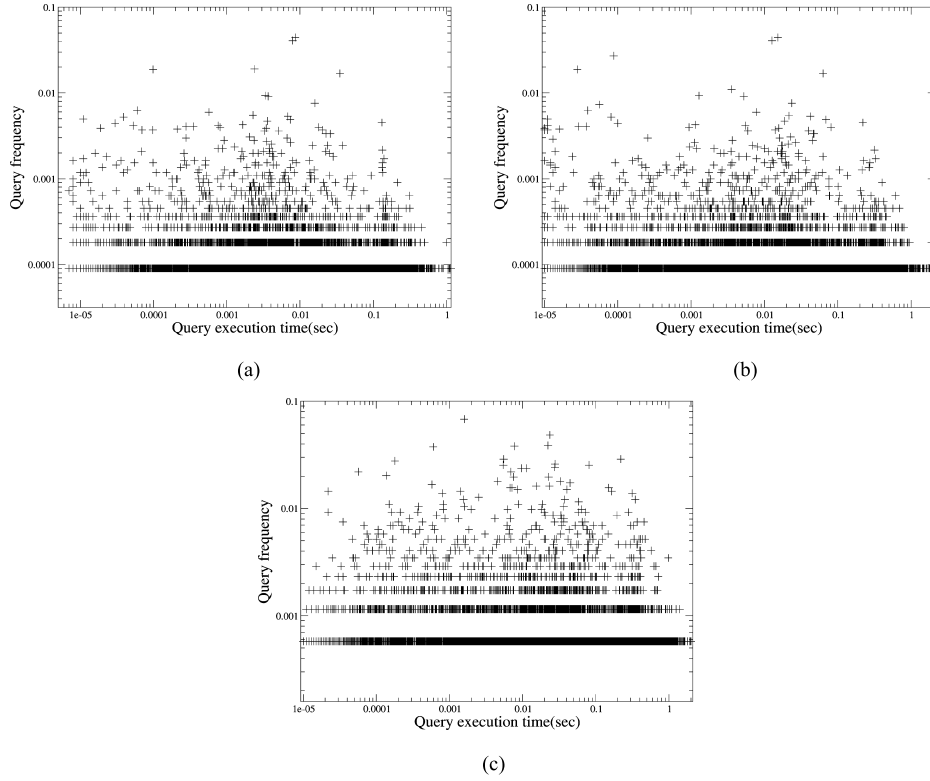 0.1
0.01
0.001
0.0001
Query frequency
1e-05 0.0001 0.001 0.01 0.1 1
Query execution time(sec)
(a)
0.1
0.01
0.001
0.0001
Query frequency
1e-05 0.0001 0.001 0.01 0.1 1
Query execution time(sec)
(b)
0.1
0.01
0.001
Query frequency
1e-05 0.0001 0.001 0.01 0.1 1
Query execution time(sec)
(c)